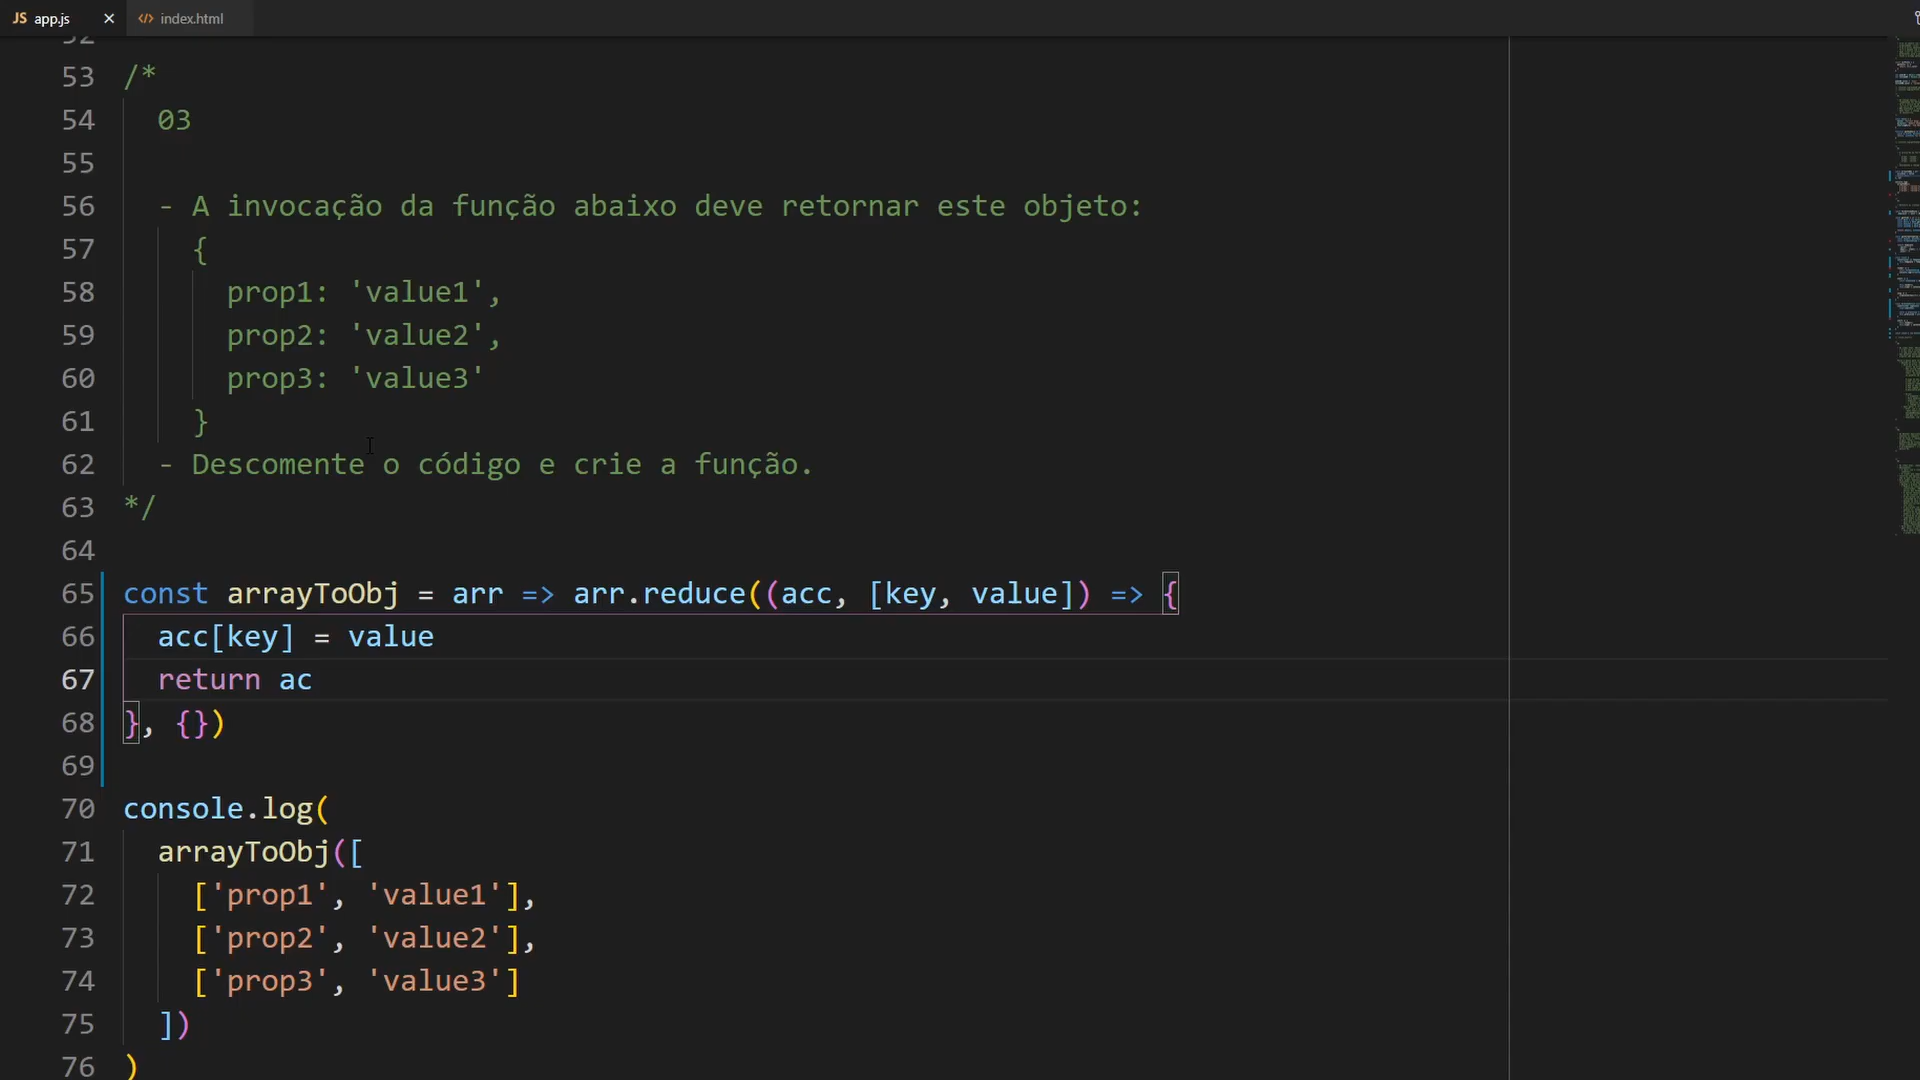 JS app.js × <> index.html
52
53 /*
54 03
55
56 - A invocação da função abaixo deve retornar este objeto:
57 {
58 prop1: 'value1',
59 prop2: 'value2',
60 prop3: 'value3'
61 }
62 - Descomente o código e crie a função.
63 */
64
65 const arrayToObj = arr => arr.reduce((acc, [key, value]) => {
66 acc[key] = value
67 return ac
68 }, {})
69
70 console.log(
71 arrayToObj([
72 ['prop1', 'value1'],
73 ['prop2', 'value2'],
74 ['prop3', 'value3']
75 ])
76 )